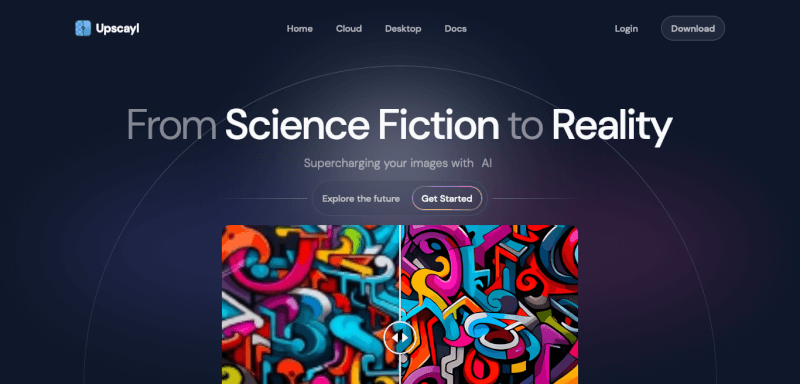 Upscayl
Home Cloud Desktop Docs
Login Download
From Science Fiction to Reality
Supercharging your images with AI
Explore the future Get Started